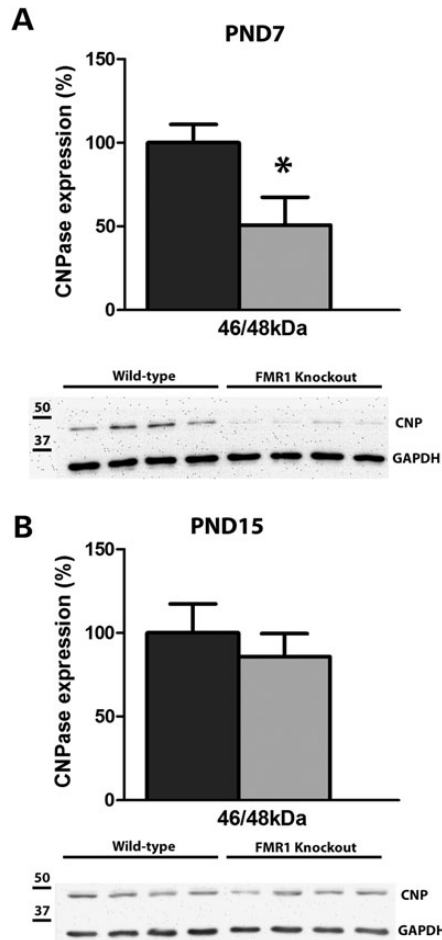 A
PND7
CNPase expression (%)
150
100
50
0
*
46/48kDa
Wild-type FMR1 Knockout
50
37
CNP
GAPDH
B
PND15
CNPase expression (%)
150
100
50
0
46/48kDa
Wild-type FMR1 Knockout
50
37
CNP
GAPDH